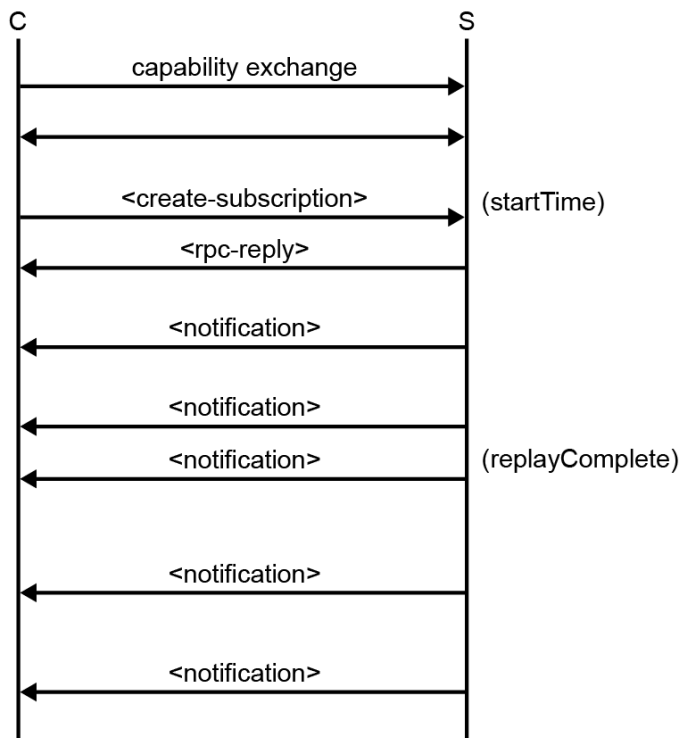 C S
capability exchange
<create-subscription> (startTime)
<rpc-reply>
<notification>
<notification>
<notification> (replayComplete)
<notification>
<notification>